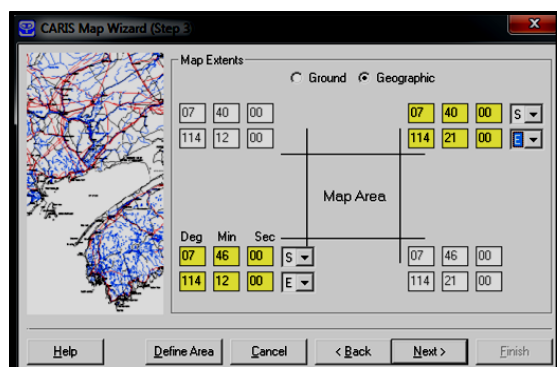 CARIS Map Wizard (Step 3
Map Extents
Ground Geographic
07 40 00 07 40 00 S
114 12 00 114 21 00 E
Map Area
Deg Min Sec
07 46 00 S 07 46 00
114 12 00 E 114 21 00
Help Define Area Cancel < Back Next > Finish